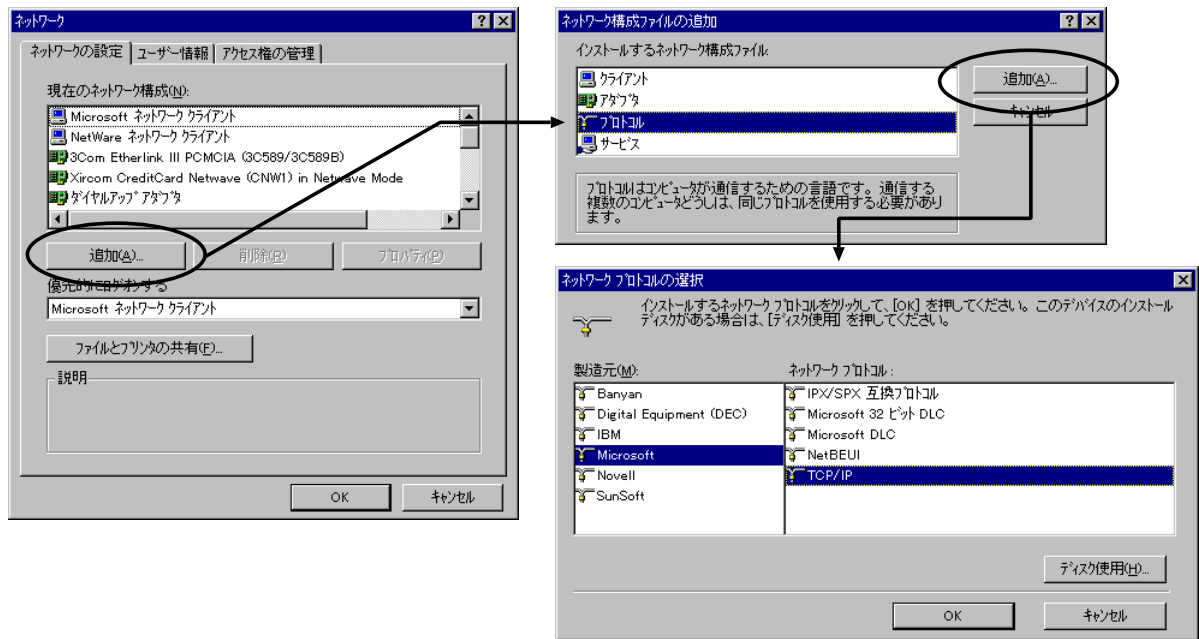 ネットワーク
ネットワークの設定
ユーザー情報
アクセス権の管理
現在のネットワーク構成(N):
Microsoft ネットワーク クライアント
NetWare ネットワーク クライアント
3Com Etherlink III PCMCIA (3C589/3C589B)
Xircom CreditCard Netwave (CNW1) in Netwave Mode
ダイヤルアップ アダプタ
追加(A)...
削除(R)
プロパティ(P)
優先的にログオンする
Microsoft ネットワーク クライアント
ファイルとプリンタの共有(F)...
説明
OK
キャンセル
ネットワーク構成ファイルの追加
インストールするネットワーク構成ファイル:
クライアント
アダプタ
プロトコル
サービス
追加(A)...
キャンセル
プロトコルはコンピュータが通信するための言語です。通信する
複数のコンピュータどうしは、同じプロトコルを使用する必要があり
ます。
ネットワーク プロトコルの選択
インストールするネットワーク プロトコルをクリックして、[OK] を押してください。このデバイスのインストール
ディスクがある場合は、[ディスク使用] を押してください。
製造元(M):
Banyan
Digital Equipment (DEC)
IBM
Microsoft
Novell
SunSoft
ネットワーク プロトコル :
IPX/SPX 互換プロトコル
Microsoft 32 ビット DLC
Microsoft DLC
NetBEUI
TCP/IP
ディスク使用(H)...
OK
キャンセル